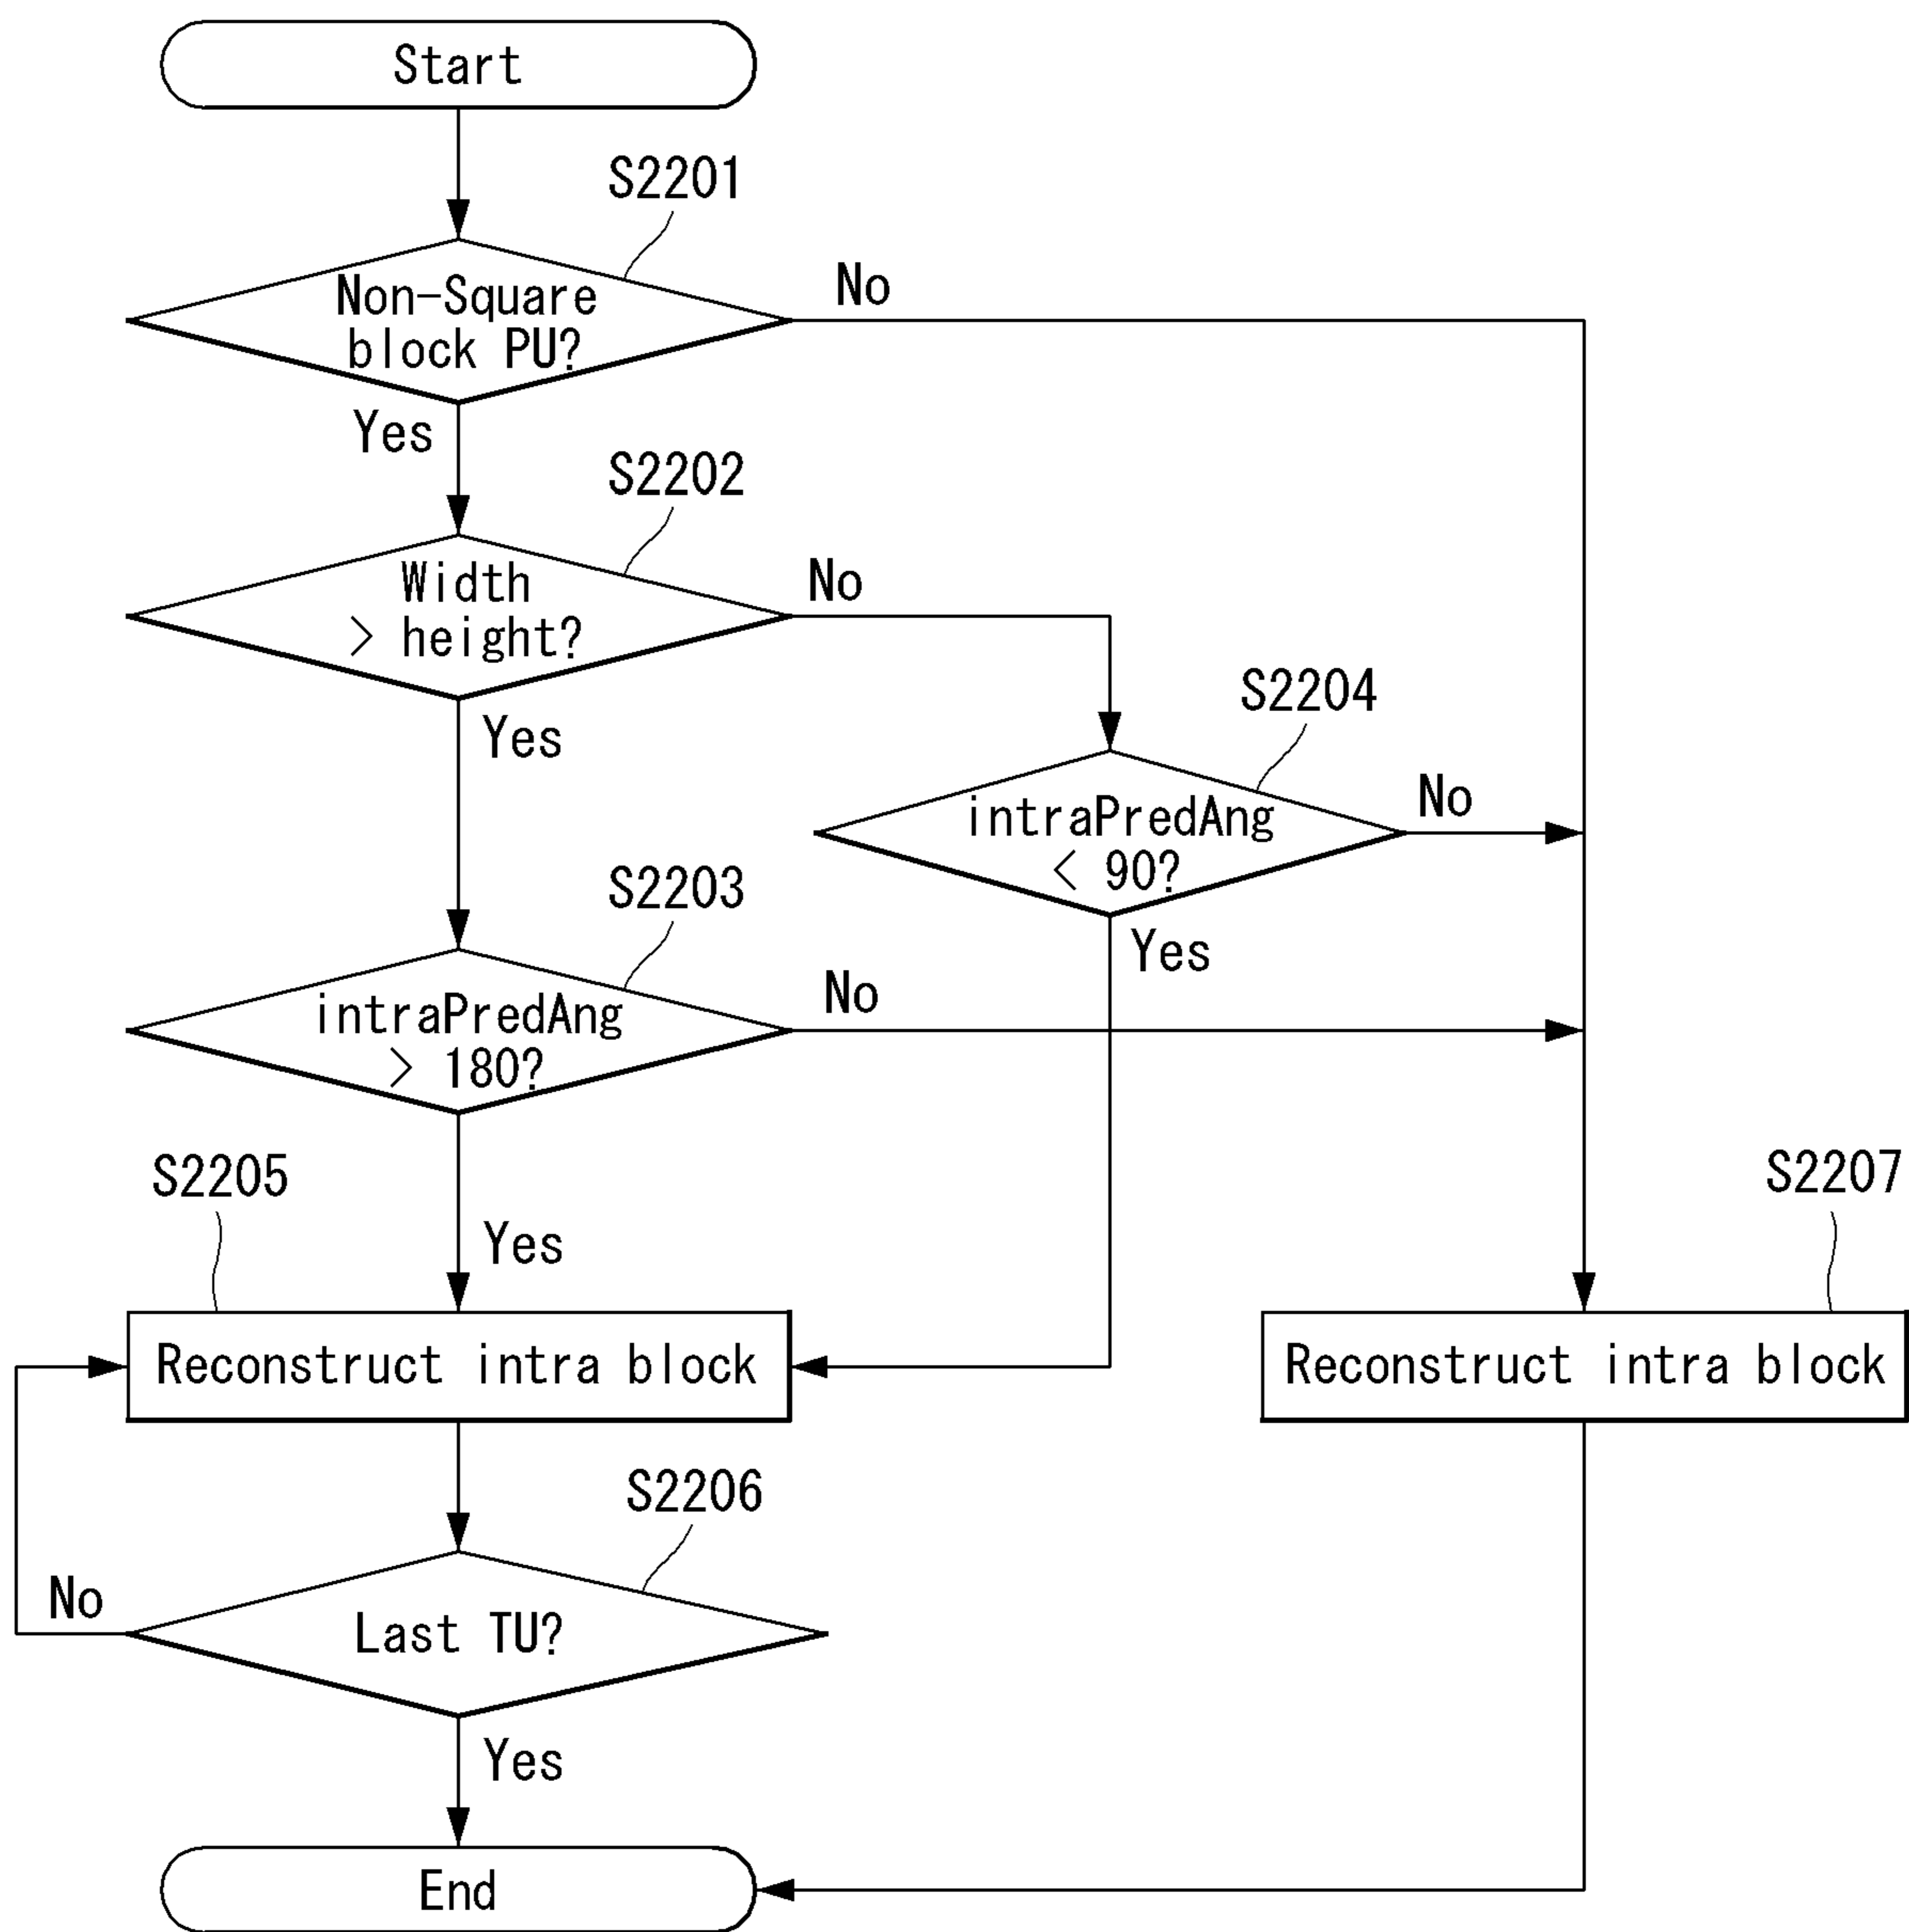 Start
S2201
Non-Square
block PU?
No
Yes
S2202
Width
> height?
No
Yes
S2204
intraPredAng
< 90?
No
Yes
S2203
intraPredAng
> 180?
No
Yes
S2205
Reconstruct intra block
S2207
Reconstruct intra block
S2206
Last TU?
No
Yes
End